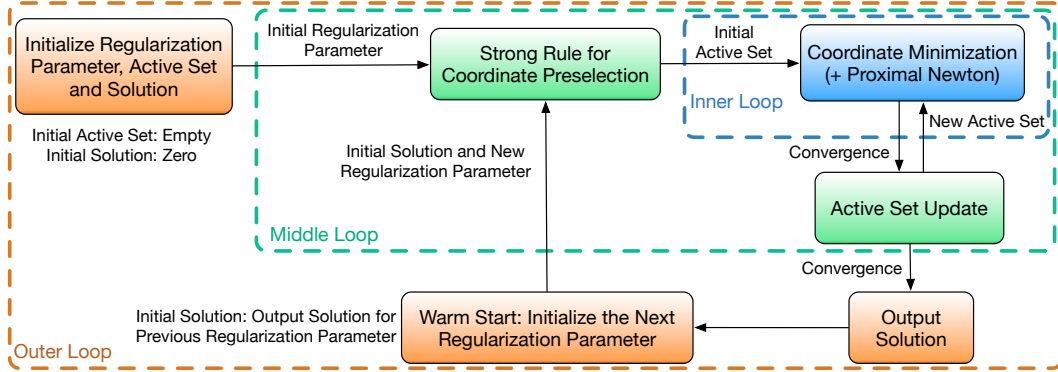 Initialize Regularization
Parameter, Active Set
and Solution
Initial Active Set: Empty
Initial Solution: Zero
Initial Regularization
Parameter
Strong Rule for
Coordinate Preselection
Initial
Active Set
Coordinate Minimization
(+ Proximal Newton)
Inner Loop
New Active Set
Convergence
Initial Solution and New
Regularization Parameter
Active Set Update
Middle Loop
Convergence
Initial Solution: Output Solution for
Previous Regularization Parameter
Warm Start: Initialize the Next
Regularization Parameter
Output
Solution
Outer Loop